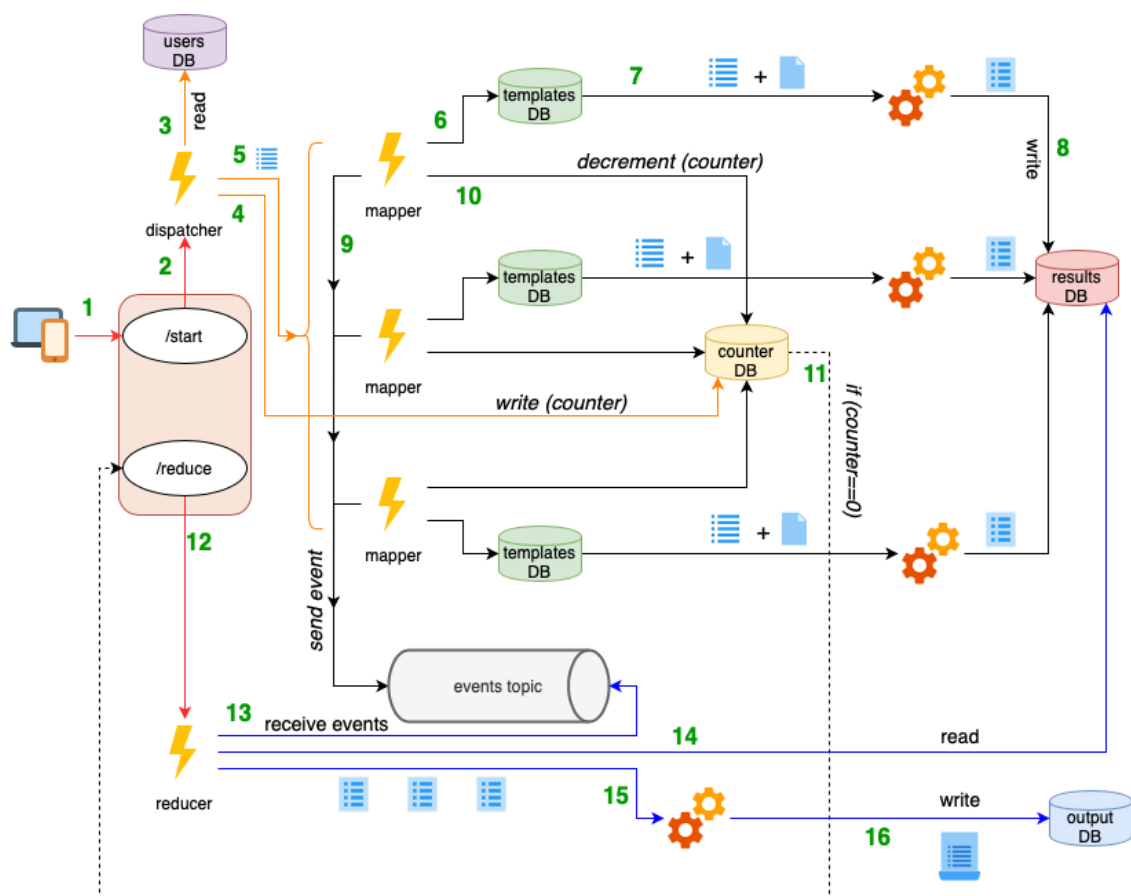 users
DB
3
read
5
4
dispatcher
2
1
/start
/reduce
12
6
templates
DB
7
+
8
write
mapper
decrement (counter)
10
9
templates
DB
+
results
DB
mapper
counter
DB
11
write (counter)
if (counter==0)
mapper
templates
DB
+
send event
events topic
13
receive events
14
read
reducer
15
write
16
output
DB